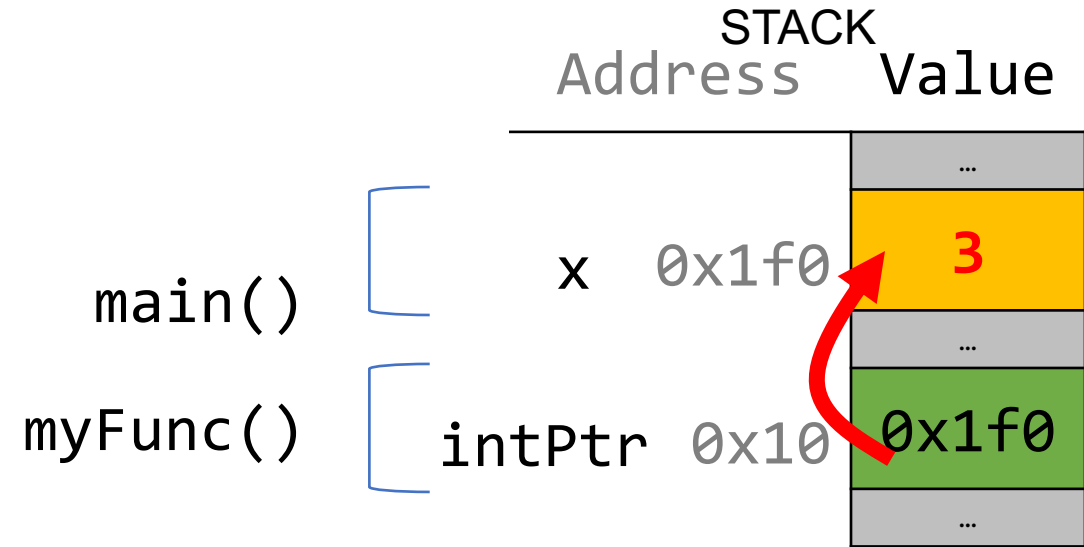 STACK
Address Value
…
x 0x1f0 3
main()
…
myFunc() intPtr 0x10 0x1f0
…